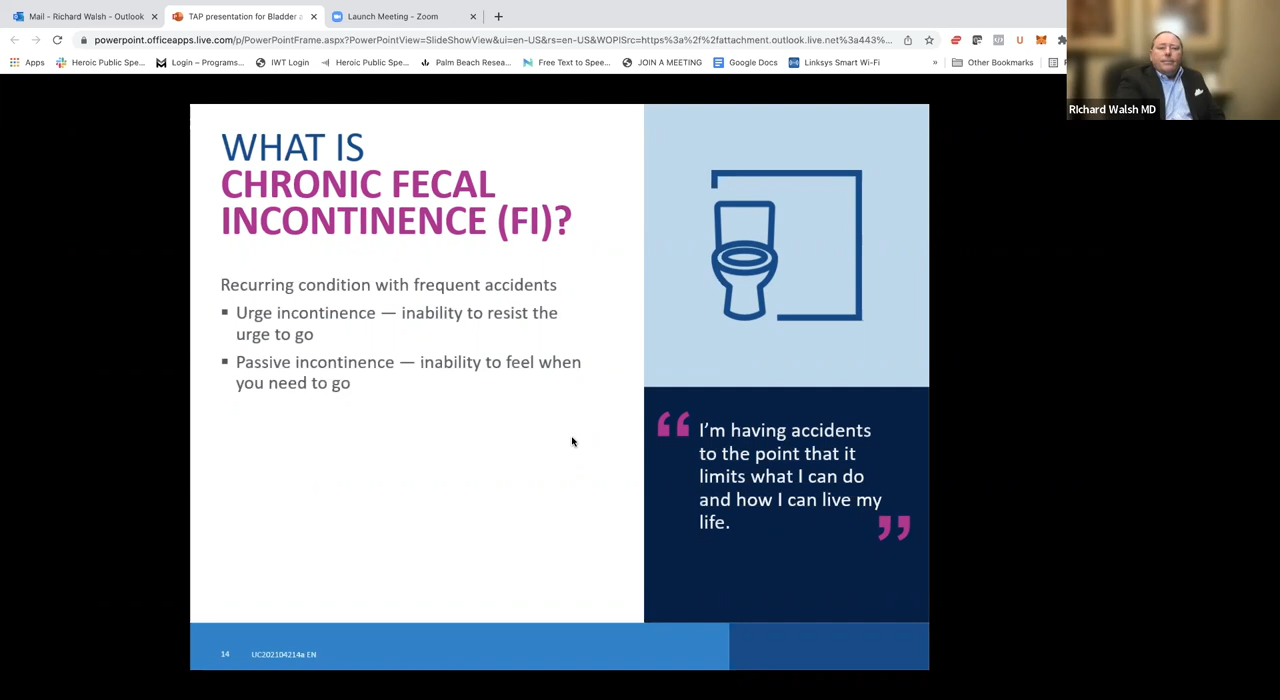 Mail - Richard Walsh - Outlook
TAP presentation for Bladder a
Launch Meeting - Zoom
powerpoint.officeapps.live.com/p/PowerPointFrame.aspx?PowerPointView=SlideShowView&ui=en-US&rs=en-US&WOPISrc=https%3a%2f%2fattachment.outlook.live.net%3a443%...
Apps
Heroic Public Spe...
Login – Programs...
IWT Login
Heroic Public Spe...
Palm Beach Resea...
Free Text to Spee...
JOIN A MEETING
Google Docs
Linksys Smart Wi-Fi
»
Other Bookmarks
RIchard Walsh MD
WHAT IS
CHRONIC FECAL
INCONTINENCE (FI)?
Recurring condition with frequent accidents
▪ Urge incontinence — inability to resist the
urge to go
▪ Passive incontinence — inability to feel when
you need to go
“ I’m having accidents
to the point that it
limits what I can do
and how I can live my
life. ”
14
UC202104214a EN